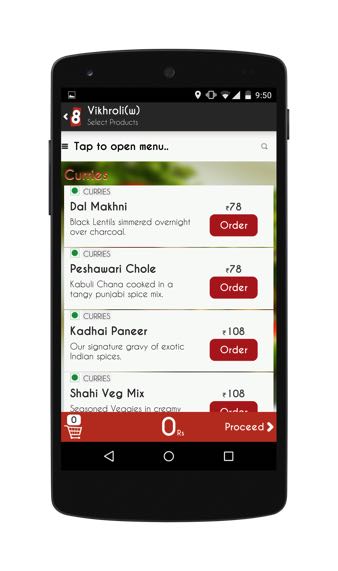 9:50
8
Vikhroli(w)
Select Products
Tap to open menu..
Curries
CURRIES
Dal Makhni
₹78
Black Lentils simmered overnight
over charcoal.
Order
CURRIES
Peshawari Chole
₹78
Kabuli Chana cooked in a
tangy punjabi spice mix.
Order
CURRIES
Kadhai Paneer
₹108
Our signature gravy of exotic
Indian spices.
Order
CURRIES
Shahi Veg Mix
₹108
Seasoned Veggies in creamy
Order
0
0 Rs
Proceed